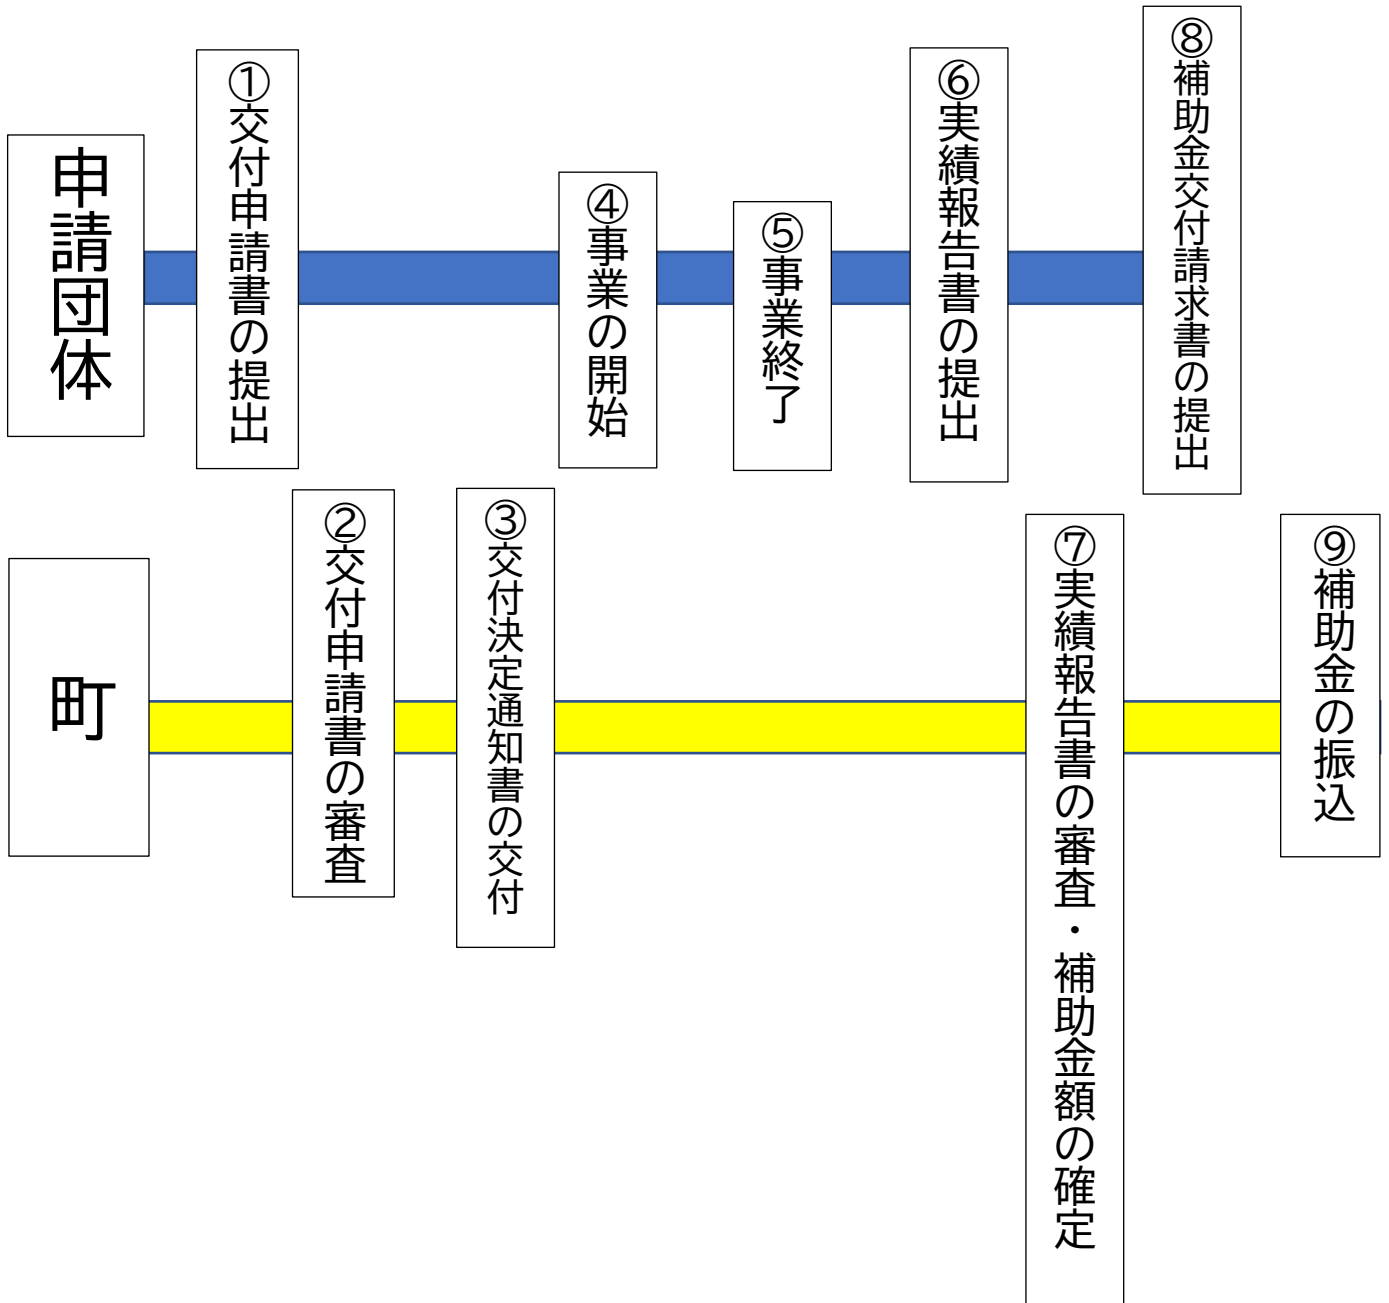 申請団体
①交付申請書の提出
④事業の開始
⑤事業終了
⑥実績報告書の提出
⑧補助金交付請求書の提出
町
②交付申請書の審査
③交付決定通知書の交付
⑦実績報告書の審査・補助金額の確定
⑨補助金の振込